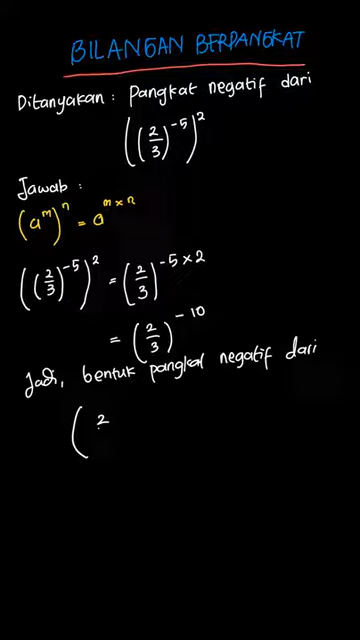 BILANGAN BERPANGKAT
Ditanyakan : Pangkat negatif dari
((2/3)^-5)^2
Jawab :
(a^m)^n = a^m×n
((2/3)^-5)^2 = (2/3)^-5×2
= (2/3)^-10
Jadi, bentuk pangkat negatif dari
(2